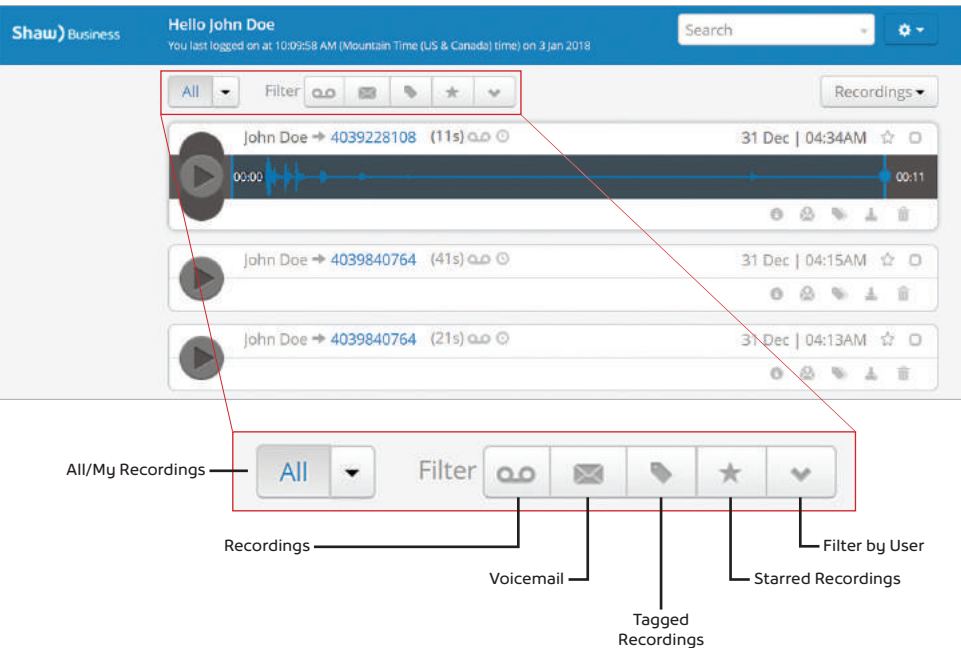 Shaw) Business
Hello John Doe
You last logged on at 10:09:58 AM (Mountain Time (US & Canada) time) on 3 Jan 2018
Search
All
Filter
Recordings
John Doe ➔ 4039228108 (11s)
31 Dec | 04:34AM
00:00
00:11
John Doe ➔ 4039840764 (41s)
31 Dec | 04:15AM
John Doe ➔ 4039840764 (21s)
31 Dec | 04:13AM
All/My Recordings
All
Filter
Recordings
Filter by User
Voicemail
Starred Recordings
Tagged
Recordings